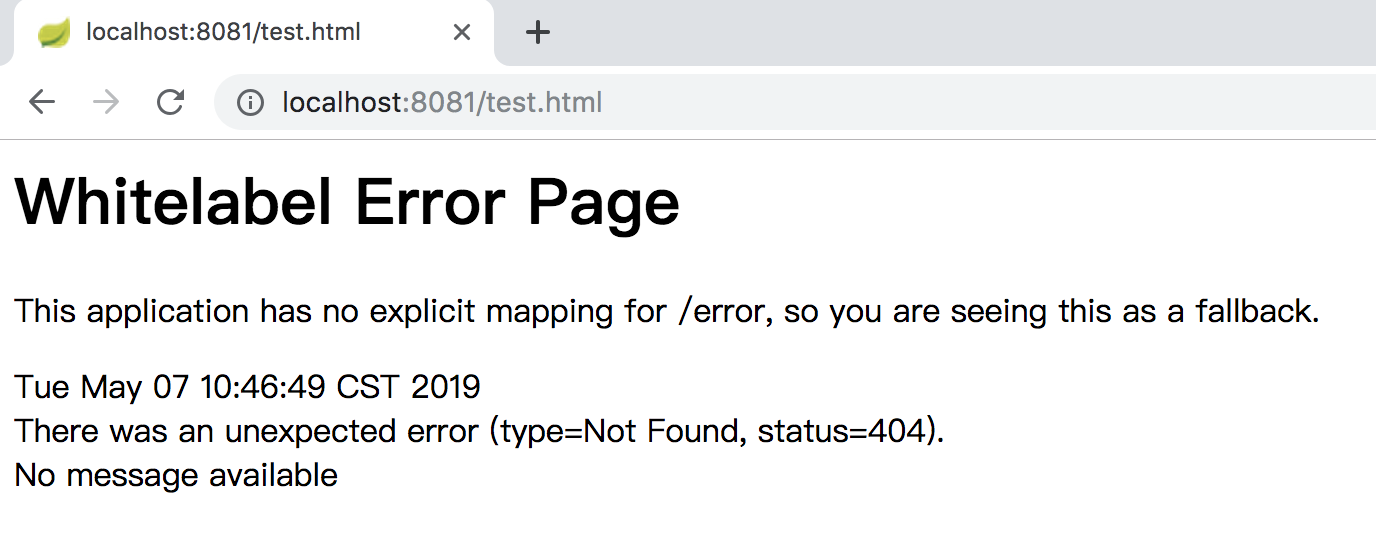 localhost:8081/test.html
localhost:8081/test.html
Whitelabel Error Page
This application has no explicit mapping for /error, so you are seeing this as a fallback.
Tue May 07 10:46:49 CST 2019
There was an unexpected error (type=Not Found, status=404).
No message available